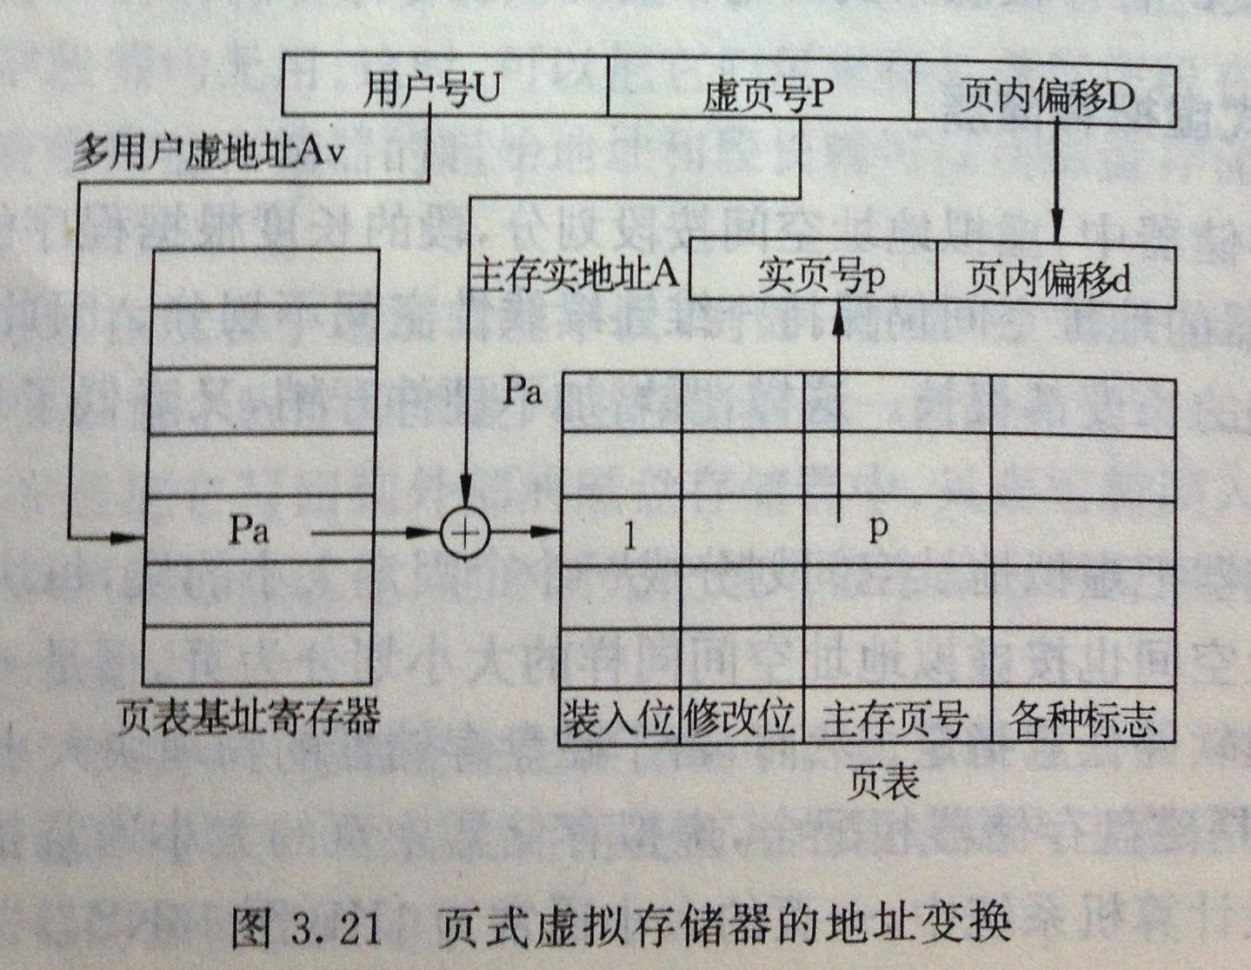 用户号U 虚页号P 页内偏移D
多用户虚地址Av
主存实地址A 实页号p 页内偏移d
Pa
Pa + 1 p
页表基址寄存器 装入位 修改位 主存页号 各种标志
页表
图 3.21 页式虚拟存储器的地址变换